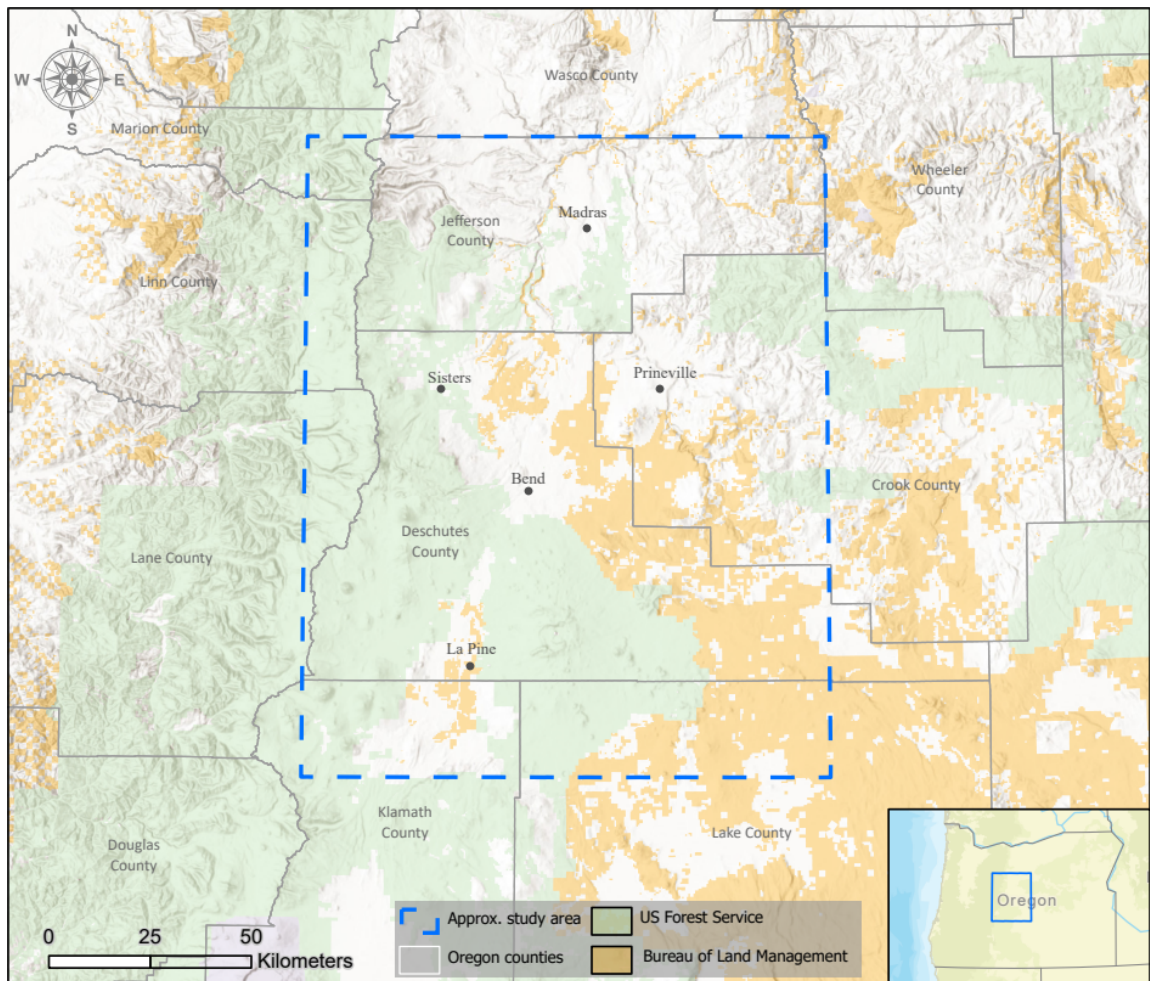 N
W E
S
Wasco County
Marion County
Wheeler
County
Jefferson
County
Madras
Linn County
Sisters
Prineville
Bend
Crook County
Deschutes
County
Lane County
La Pine
Klamath
County
Lake County
Douglas
County
Oregon
Approx. study area
US Forest Service
Oregon counties
Bureau of Land Management
0 25 50
Kilometers